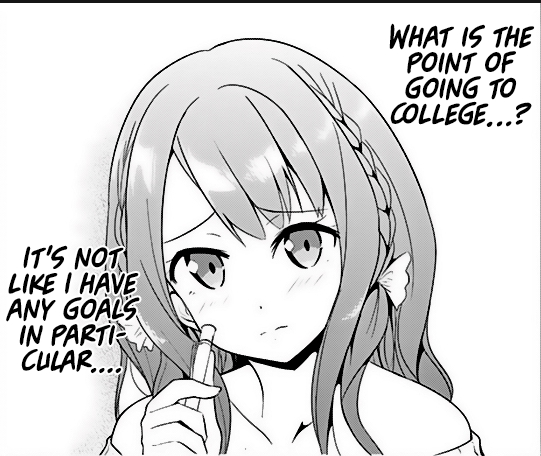 WHAT IS THE
POINT OF
GOING TO
COLLEGE...?
IT'S NOT
LIKE I HAVE
ANY GOALS
IN PARTI-
CULAR....